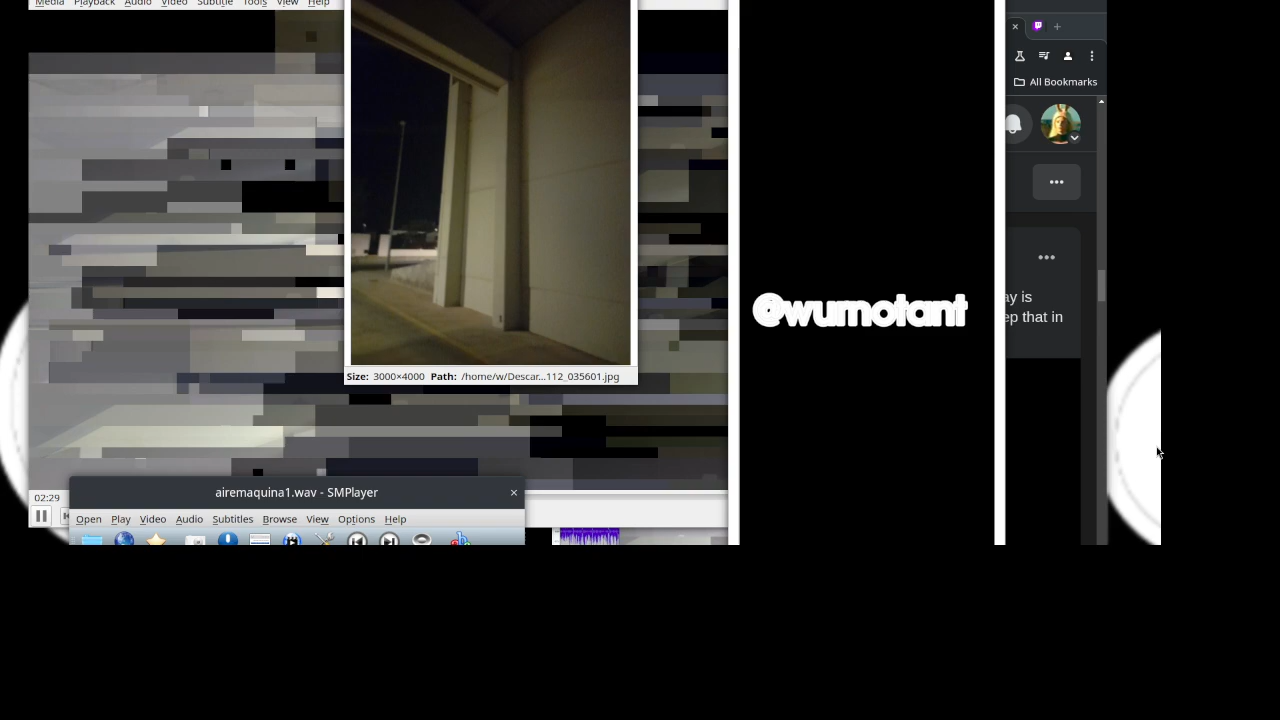 Media Playback Audio Video Subtitle Tools View Help
All Bookmarks
@wurnotant
ay is
ep that in
Size: 3000×4000 Path: /home/w/Descar...112_035601.jpg
airemaquina1.wav - SMPlayer
02:29
Open Play Video Audio Subtitles Browse View Options Help